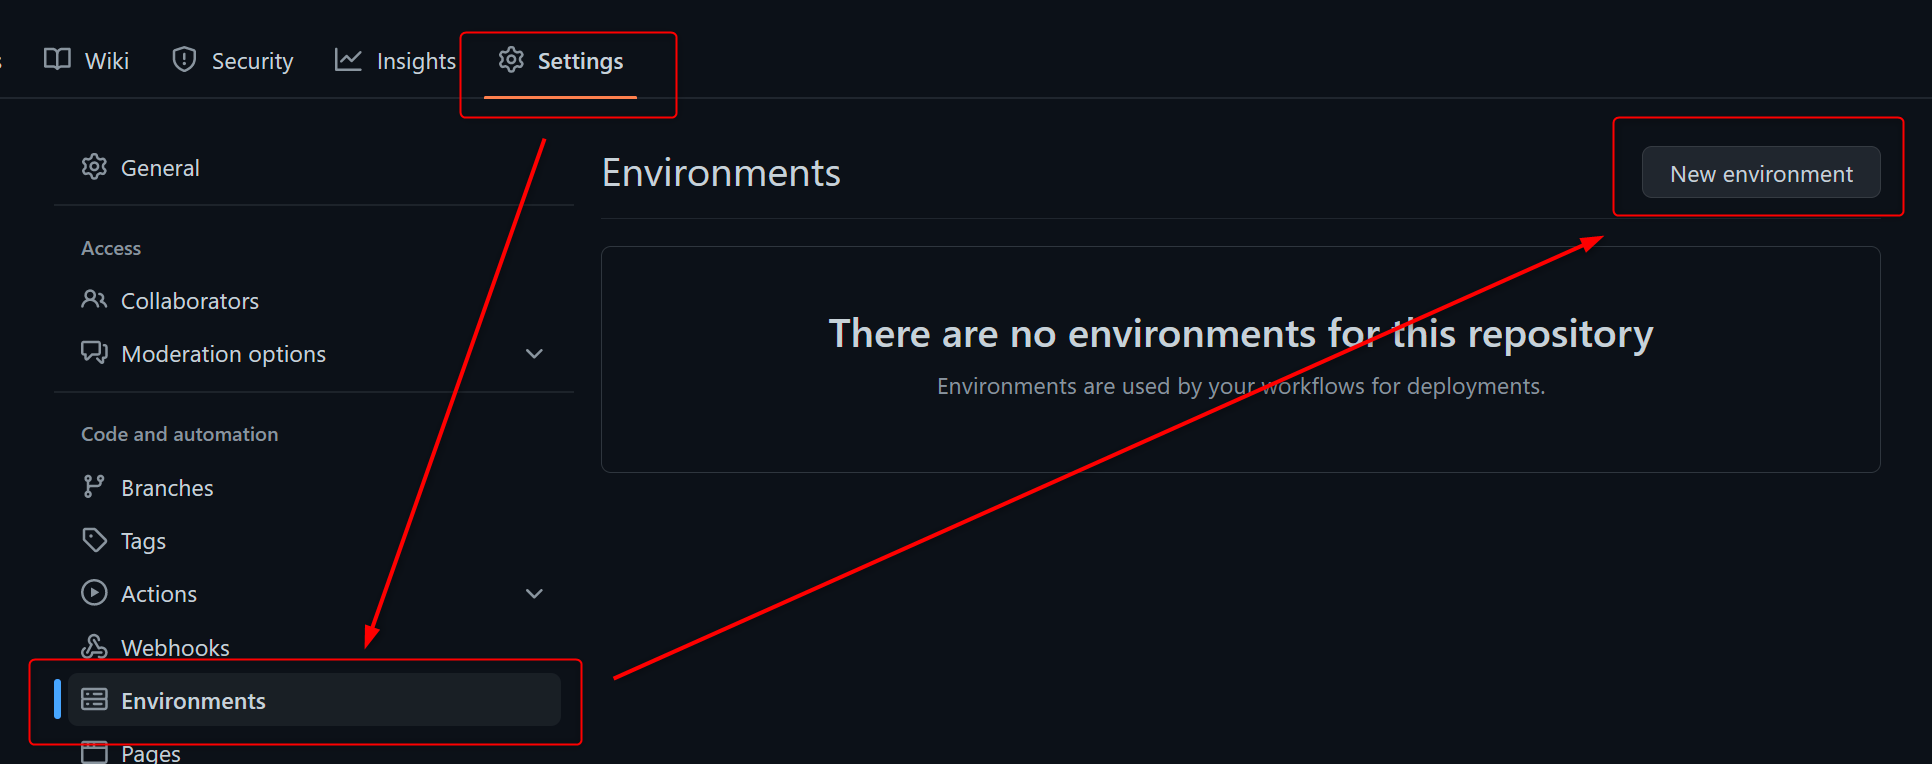 Wiki Security Insights Settings
General
Access
Collaborators
Moderation options
Code and automation
Branches
Tags
Actions
Webhooks
Environments
Pages
Environments
New environment
There are no environments for this repository
Environments are used by your workflows for deployments.